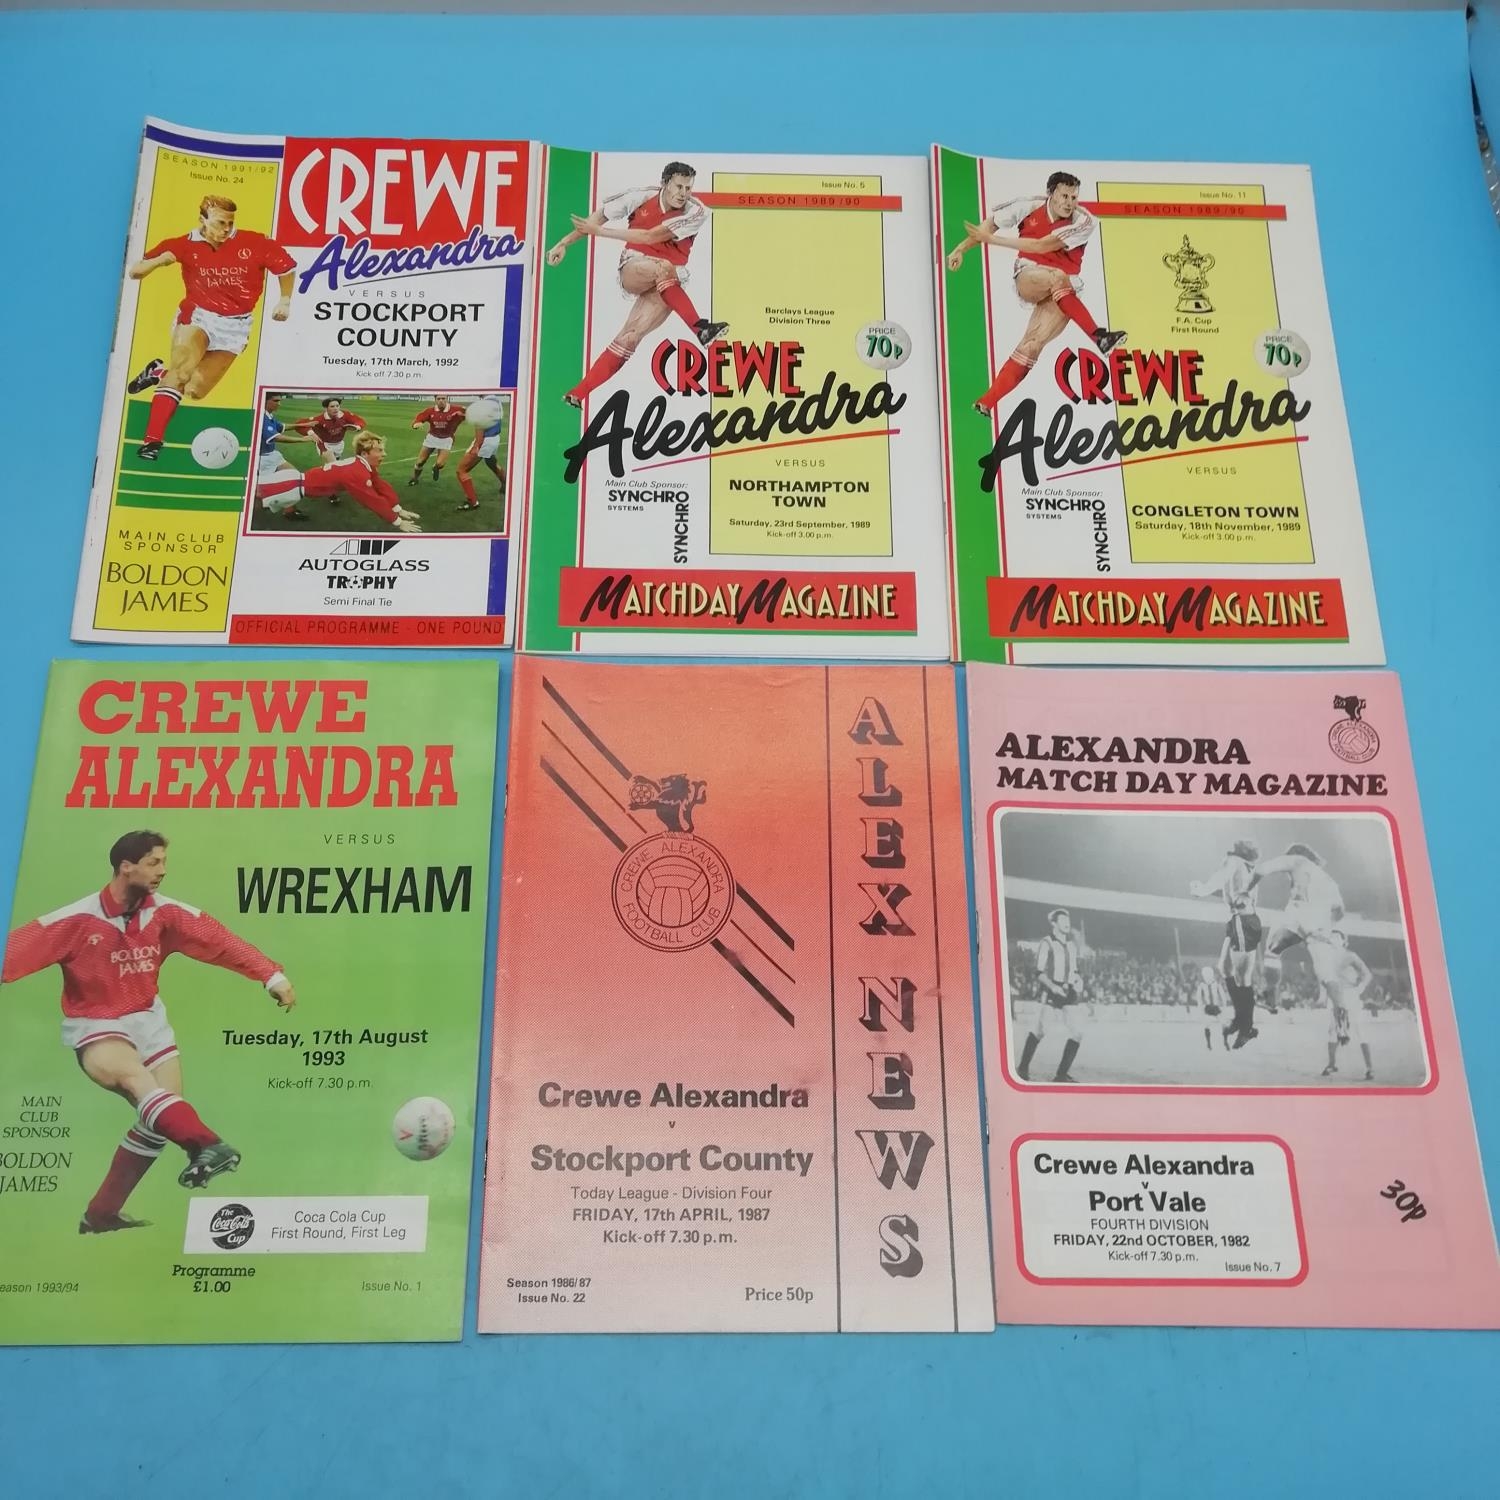 SEASON 1991/92
Issue No. 24
CREWE
Alexandra
VERSUS
STOCKPORT
COUNTY
Tuesday, 17th March, 1992
Kick off 7.30 p.m.
BOLDON
JAMES
MAIN CLUB
SPONSOR
BOLDON
JAMES
AUTOGLASS
TROPHY
Semi Final Tie
OFFICIAL PROGRAMME - ONE POUND
Issue No. 5
SEASON 1989/90
Barclays League
Division Three
PRICE
70p
CREWE
Alexandra
VERSUS
Main Club Sponsor:
SYNCHRO
SYSTEMS
SYNCHRO
NORTHAMPTON
TOWN
Saturday, 23rd September, 1989
Kick-off 3.00 p.m.
MATCHDAY MAGAZINE
Issue No. 11
SEASON 1989/90
F.A. Cup
First Round
PRICE
70p
CREWE
Alexandra
VERSUS
Main Club Sponsor:
SYNCHRO
SYSTEMS
SYNCHRO
CONGLETON TOWN
Saturday, 18th November, 1989
Kick-off 3.00 p.m.
MATCHDAY MAGAZINE
CREWE
ALEXANDRA
VERSUS
WREXHAM
BOLDON
JAMES
Tuesday, 17th August
1993
Kick-off 7.30 p.m.
MAIN
CLUB
SPONSOR
BOLDON
JAMES
The
Coca-Cola
Cup
Coca Cola Cup
First Round, First Leg
eason 1993/94
Programme
£1.00
Issue No. 1
ALEX NEWS
CREWE ALEXANDRA
FOOTBALL CLUB
Crewe Alexandra
v
Stockport County
Today League - Division Four
FRIDAY, 17th APRIL, 1987
Kick-off 7.30 p.m.
Season 1986/87
Issue No. 22
Price 50p
ALEXANDRA
MATCH DAY MAGAZINE
CREWE ALEXANDRA
FOOTBALL CLUB
Crewe Alexandra
v
Port Vale
FOURTH DIVISION
FRIDAY, 22nd OCTOBER, 1982
Kick-off 7.30 p.m.
Issue No. 7
30p